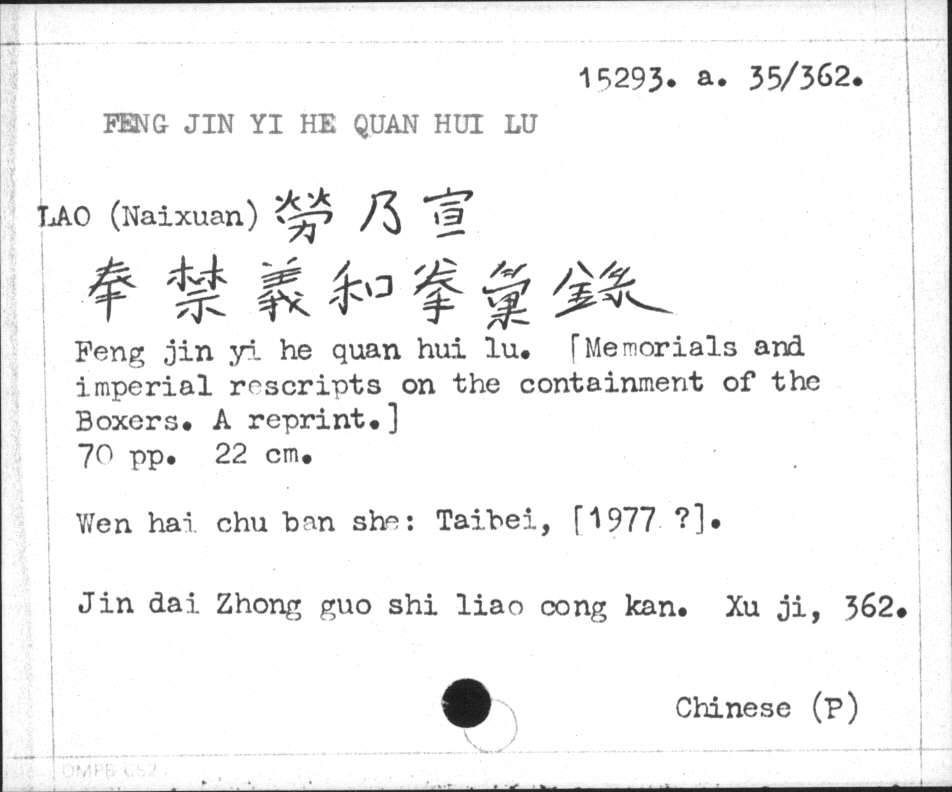 15293. a. 35/362.
FENG JIN YI HE QUAN HUI LU
LAO (Naixuan) 勞乃宣
奉禁義和拳彙錄
Feng jin yi he quan hui lu. [Memorials and
imperial rescripts on the containment of the
Boxers. A reprint.]
70 pp. 22 cm.
Wen hai chu ban she: Taibei, [1977 ?].
Jin dai Zhong guo shi liao cong kan. Xu ji, 362.
Chinese (P)
OMPB C52